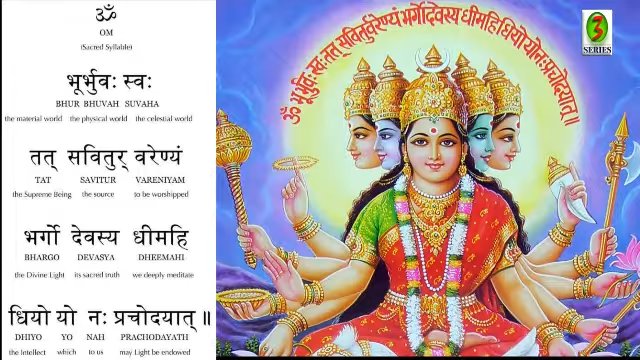 ॐ
OM
(Sacred Syllable)
भूर्भुवः स्वः
BHUR BHUVAH SUVAHA
the material world the physical world the celestial world
तत् सवितुर् वरेण्यं
TAT SAVITUR VARENIYAM
the Supreme Being the source to be worshipped
भर्गो देवस्य धीमहि
BHARGO DEVASYA DHEEMAHI
the Divine Light its sacred truth we deeply meditate
धियो यो नः प्रचोदयात् ॥
DHIYO YO NAH PRACHODAYATH
the Intellect which to us may Light be endowed
ॐ भूर्भुवः स्वः तत् सवितुर्वरेण्यं भर्गो देवस्य धीमहि धियो यो नः प्रचोदयात् ॥
3
SERIES